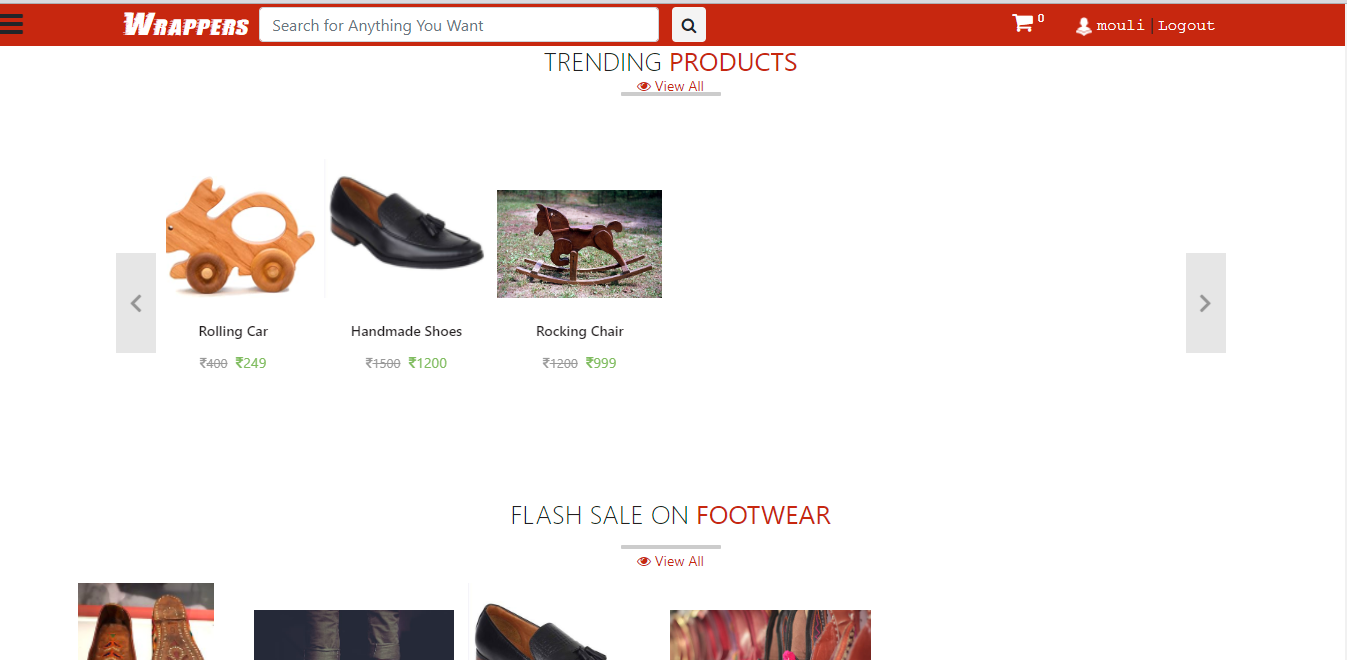 WRAPPERS Search for Anything You Want 0 mouli | Logout
TRENDING PRODUCTS
View All
Rolling Car Handmade Shoes Rocking Chair
₹400 ₹249 ₹1500 ₹1200 ₹1200 ₹999
FLASH SALE ON FOOTWEAR
View All